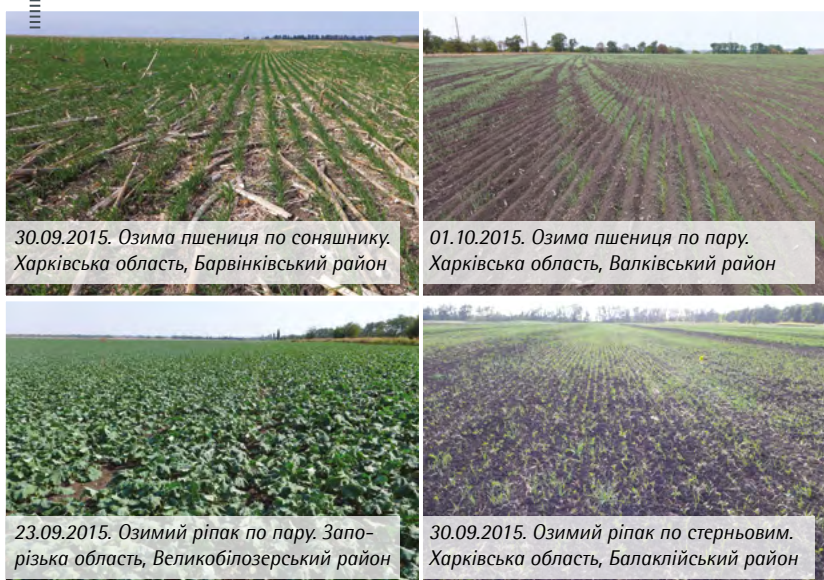 30.09.2015. Озима пшениця по соняшнику.
Харківська область, Барвінківський район
01.10.2015. Озима пшениця по пару.
Харківська область, Валківський район
23.09.2015. Озимий ріпак по пару. Запо-
різька область, Великобілозерський район
30.09.2015. Озимий ріпак по стерньовим.
Харківська область, Балаклійський район